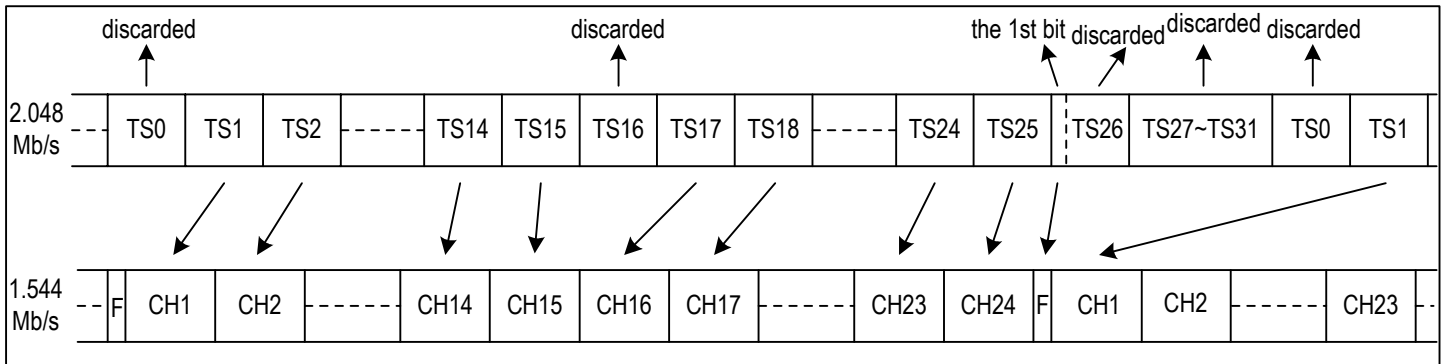 discarded discarded the 1st bit discarded discarded discarded
2.048 Mb/s TS0 TS1 TS2 TS14 TS15 TS16 TS17 TS18 TS24 TS25 TS26 TS27~TS31 TS0 TS1
1.544 Mb/s F CH1 CH2 CH14 CH15 CH16 CH17 CH23 CH24 F CH1 CH2 CH23